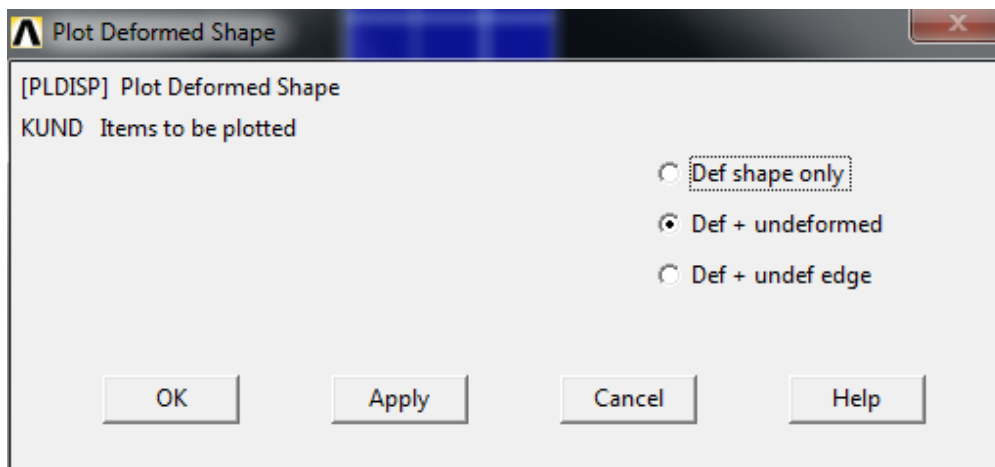 Plot Deformed Shape
[PLDISP] Plot Deformed Shape
KUND Items to be plotted
Def shape only
Def + undeformed
Def + undef edge
OK Apply Cancel Help